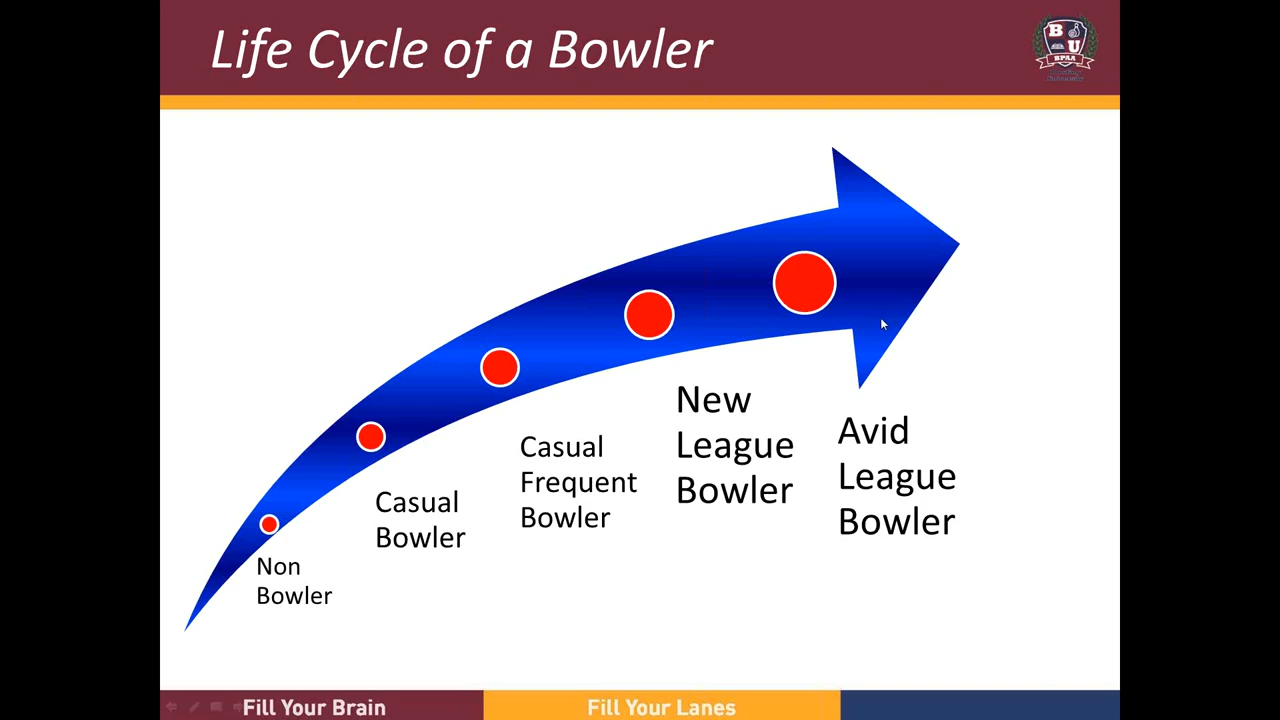 Life Cycle of a Bowler
B
U
BPAA
Non
Bowler
Casual
Bowler
Casual
Frequent
Bowler
New
League
Bowler
Avid
League
Bowler
Fill Your Brain
Fill Your Lanes